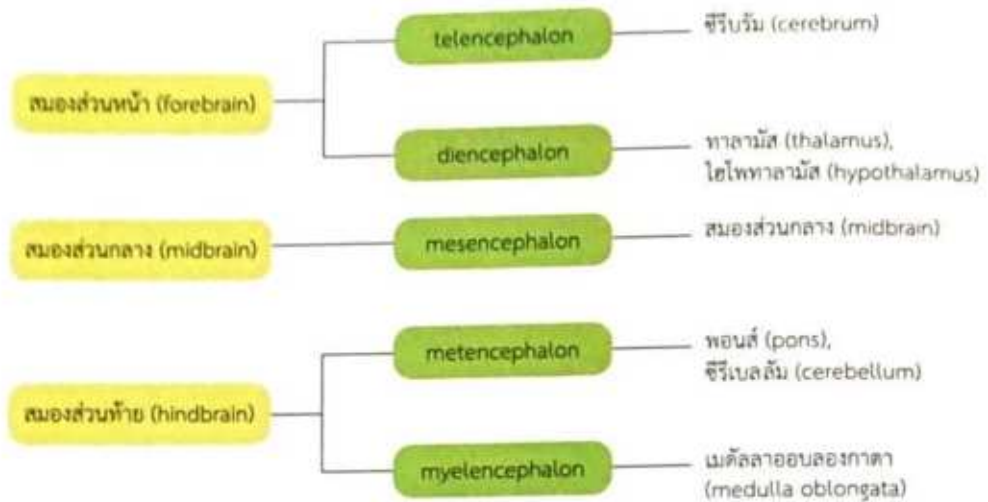 สมองส่วนหน้า (forebrain)
telencephalon
ซีรีบรัม (cerebrum)
diencephalon
ทาลามัส (thalamus),
ไฮโพทาลามัส (hypothalamus)
สมองส่วนกลาง (midbrain)
mesencephalon
สมองส่วนกลาง (midbrain)
สมองส่วนท้าย (hindbrain)
metencephalon
พอนส์ (pons),
ซีรีเบลลัม (cerebellum)
myelencephalon
เมดัลลาออบลองกาตา
(medulla oblongata)